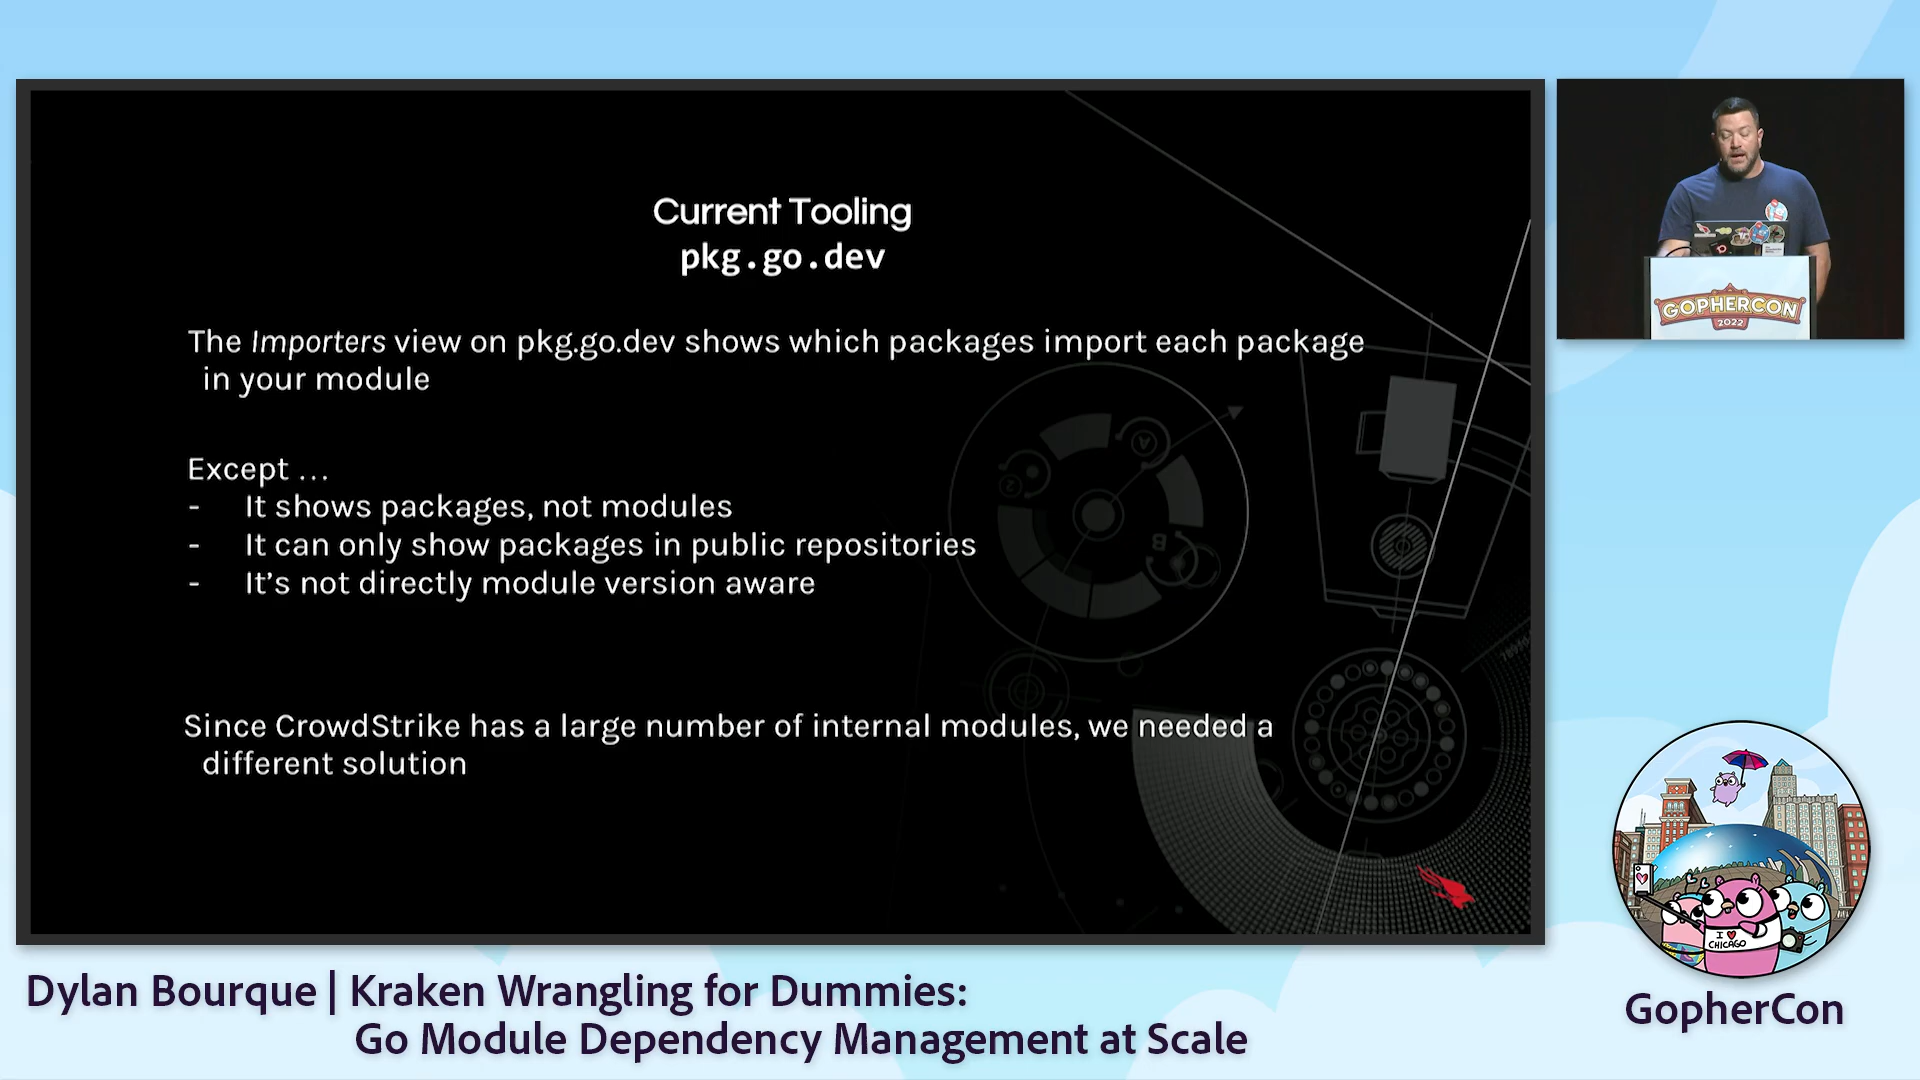 Current Tooling
pkg.go.dev
The Importers view on pkg.go.dev shows which packages import each package
in your module
Except ...
- It shows packages, not modules
- It can only show packages in public repositories
- It’s not directly module version aware
Since CrowdStrike has a large number of internal modules, we needed a
different solution
GOPHERCON
2022
I ♥
CHICAGO
Dylan Bourque | Kraken Wrangling for Dummies:
Go Module Dependency Management at Scale
GopherCon